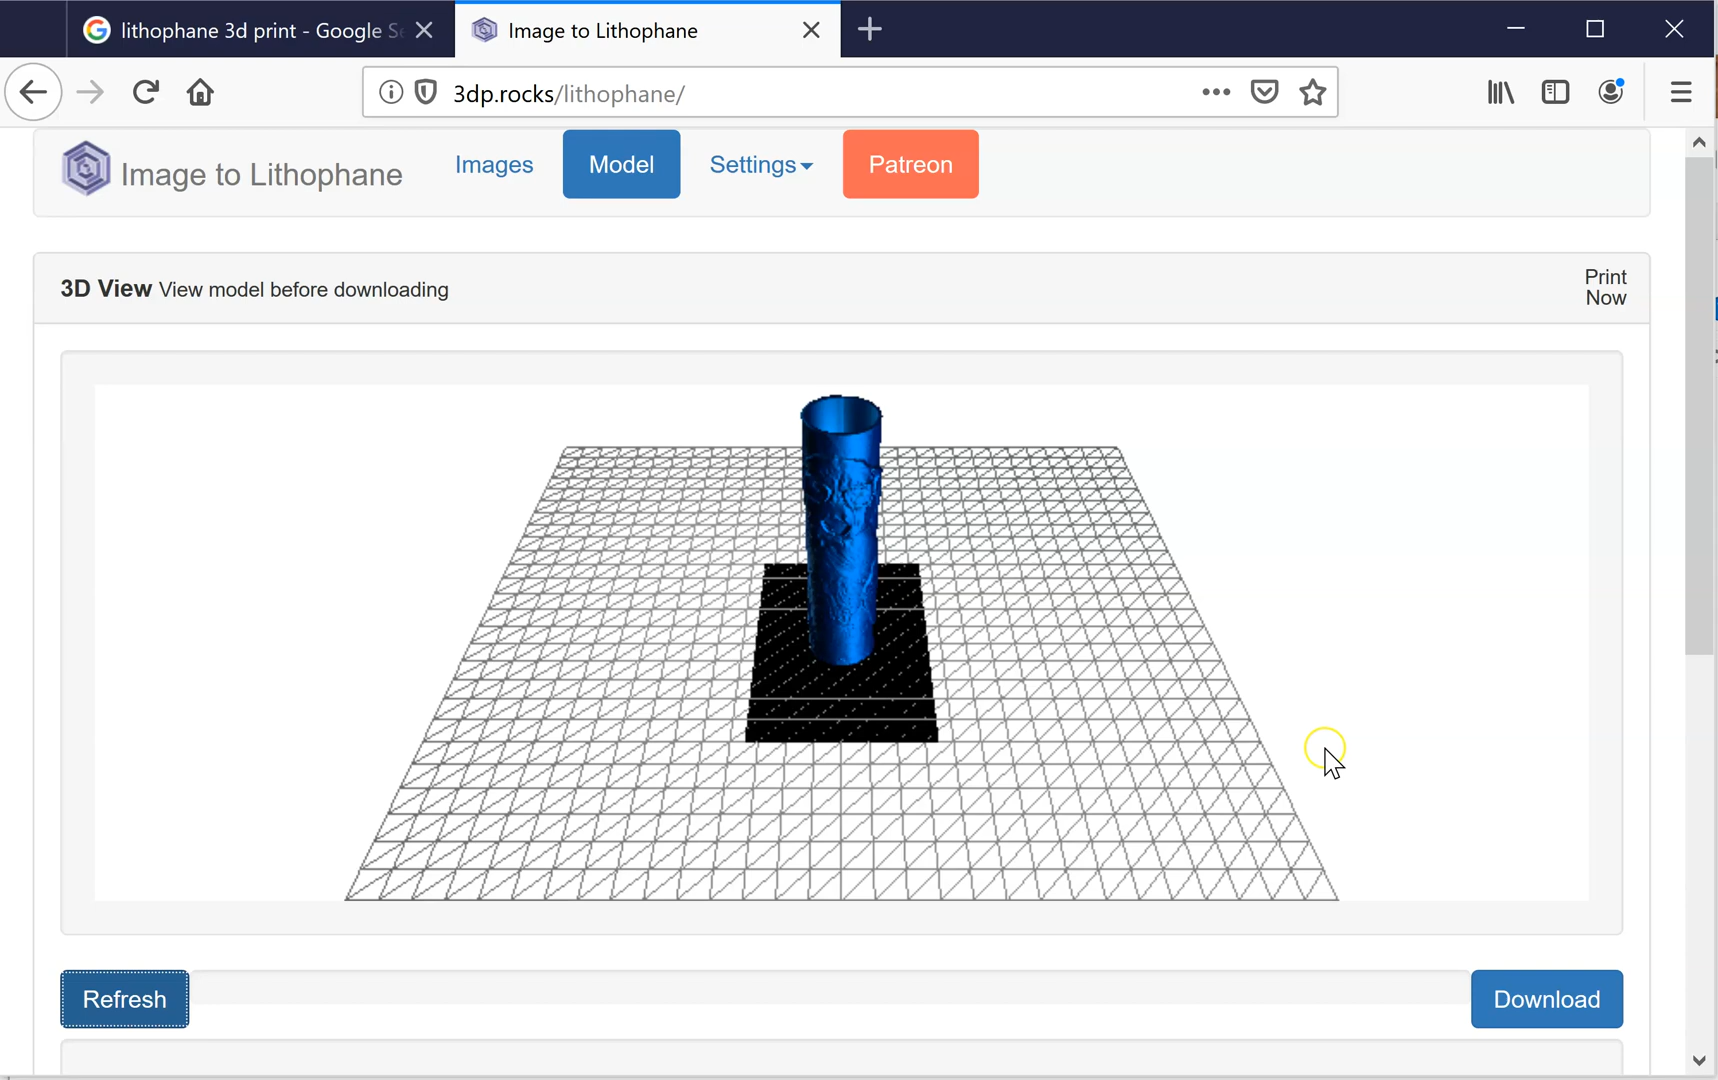 lithophane 3d print - Google Se
Image to Lithophane
3dp.rocks/lithophane/
Image to Lithophane
Images
Model
Settings
Patreon
3D View View model before downloading
Print
Now
Refresh
Download